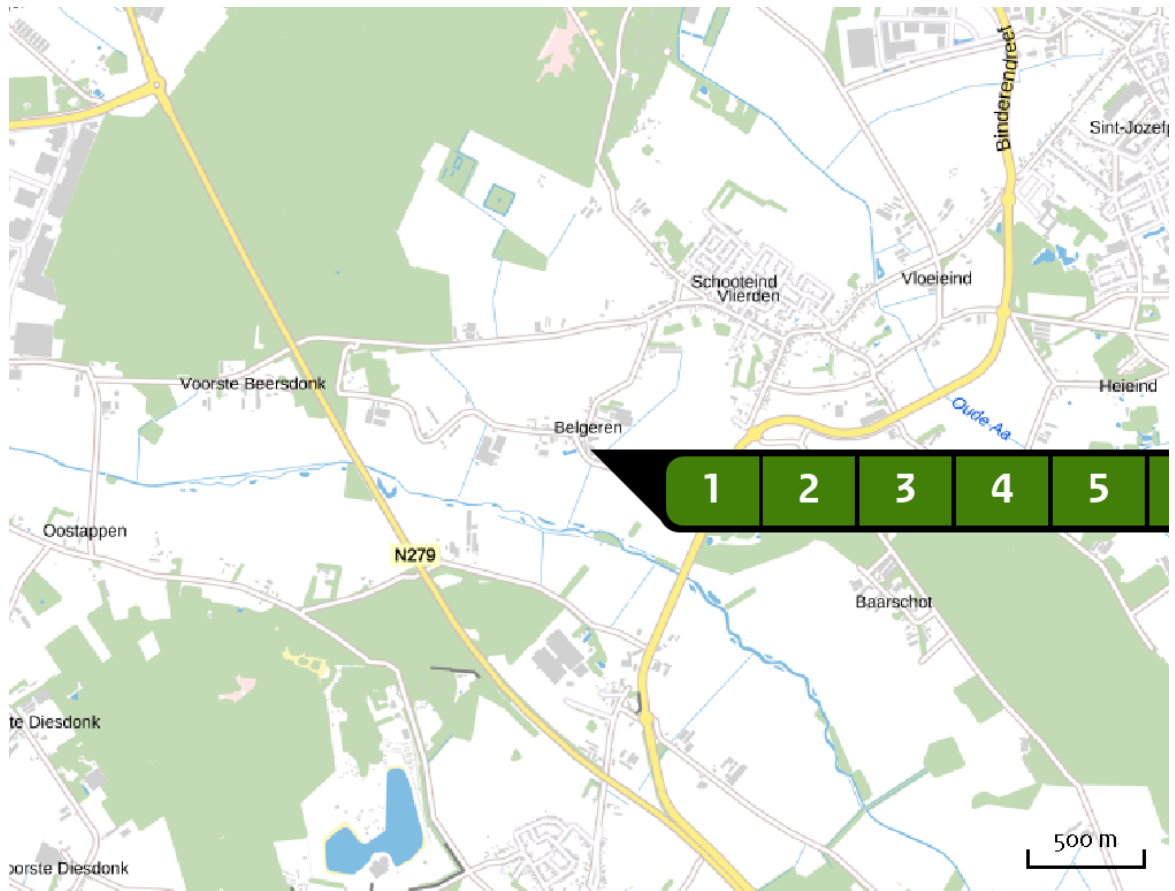 Binderendreef
Sint-Jozefp
Schooteind
Vlierden
Vloeieind
Voorste Beersdonk
Heieind
Oude Aa
Belgeren
1 2 3 4 5
Oostappen
N279
Baarschot
te Diesdonk
500 m
oorste Diesdonk